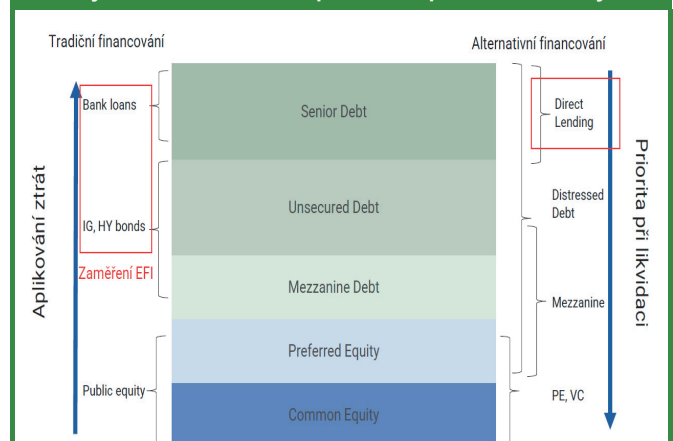 Tradiční financování
Alternativní financování
Bank loans
Senior Debt
Direct
Lending
Aplikování ztrát
Priorita při likvidaci
IG, HY bonds
Unsecured Debt
Distressed
Debt
Zaměření EFI
Mezzanine Debt
Mezzanine
Preferred Equity
Public equity
PE, VC
Common Equity